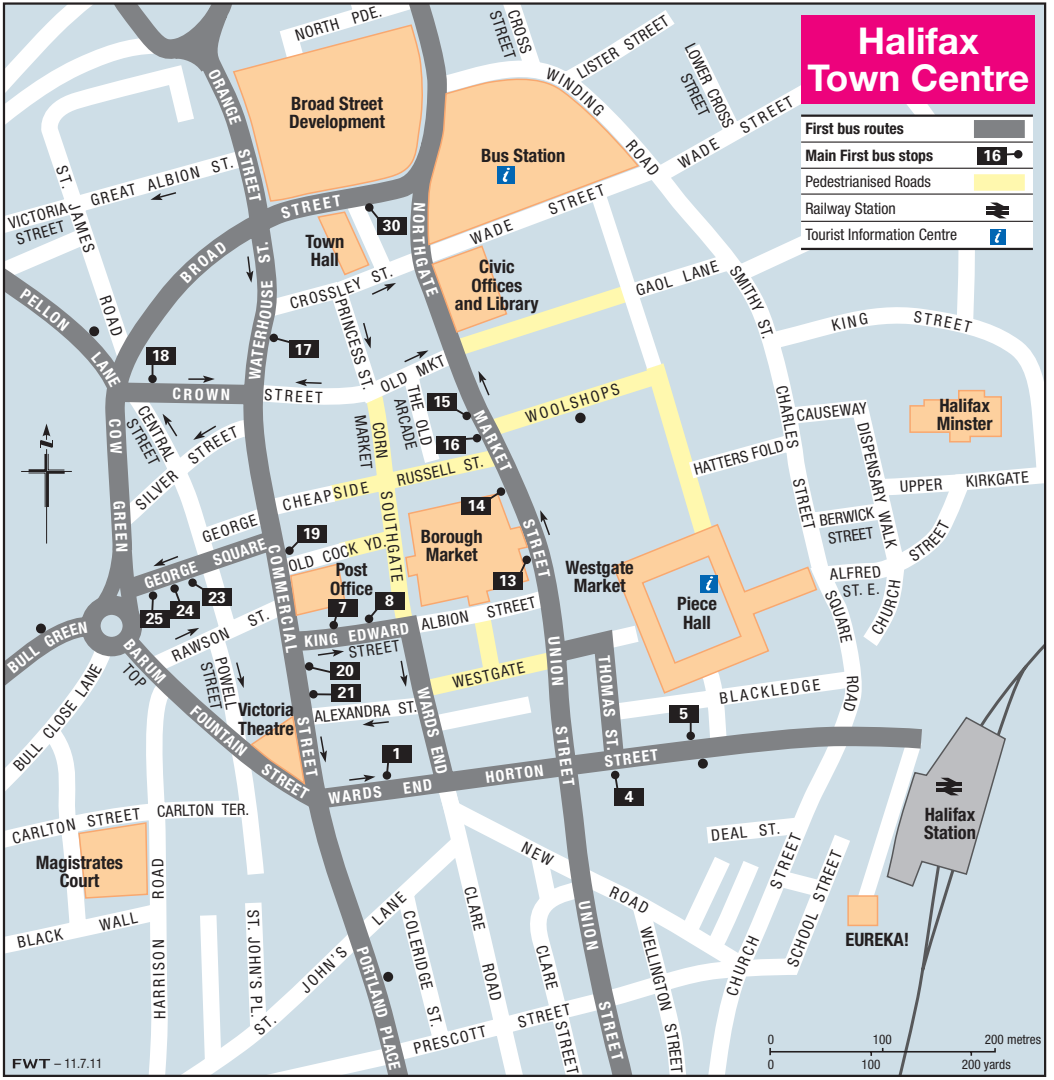 Halifax
Town Centre
First bus routes
Main First bus stops
16
Pedestrianised Roads
Railway Station
Tourist Information Centre
i
NORTH PDE.
CROSS
STREET
LISTER STREET
LOWER CROSS
STREET
WINDING
ROAD
WADE STREET
ORANGE
STREET
Broad Street
Development
Bus Station
i
ST. JAMES
ROAD
GREAT ALBION ST.
VICTORIA
STREET
BROAD
STREET
30
NORTHGATE
WADE STREET
Town
Hall
Civic
Offices
and Library
CROSSLEY ST.
PRINCESS ST.
WATERHOUSE ST.
GAOL LANE
SMITHY ST.
KING STREET
PELLON
LANE
18
17
CROWN
STREET
OLD MKT
THE OLD
ARCADE
15
16
MARKET
STREET
WOOLSHOPS
CHARLES
STREET
CAUSEWAY
DISPENSARY WALK
Halifax
Minster
HATTERS FOLD
UPPER KIRKGATE
BERWICK
STREET
ALFRED
ST. E.
CHURCH
STREET
N
COW
GREEN
CENTRAL
STREET
SILVER STREET
CORN
MARKET
CHEAPSIDE
RUSSELL ST.
SOUTHGATE
GEORGE
GEORGE SQUARE
19
OLD COCK YD
14
Borough
Market
13
Westgate
Market
i
Piece
Hall
SQUARE
ROAD
COMMERCIAL
STREET
Post
Office
7
8
23
24
25
BULL GREEN
BARUM
TOP
RAWSON ST.
POWELL
STREET
KING EDWARD
STREET
ALBION STREET
20
21
WESTGATE
UNION
STREET
THOMAS ST.
BLACKLEDGE
BULL CLOSE LANE
FOUNTAIN
STREET
Victoria
Theatre
ALEXANDRA ST.
WARDS END
1
WARDS END
HORTON
STREET
5
4
Halifax
Station
CARLTON STREET
CARLTON TER.
Magistrates
Court
BLACK WALL
HARRISON
ROAD
ST. JOHN'S PL.
ST. JOHN'S LANE
COLERIDGE ST.
PORTLAND PLACE
CLARE
ROAD
CLARE
STREET
NEW
ROAD
UNION
STREET
WELLINGTON STREET
PRESCOTT STREET
DEAL ST.
CHURCH
STREET
SCHOOL STREET
EUREKA!
0 100 200 metres
0 100 200 yards
FWT – 11.7.11